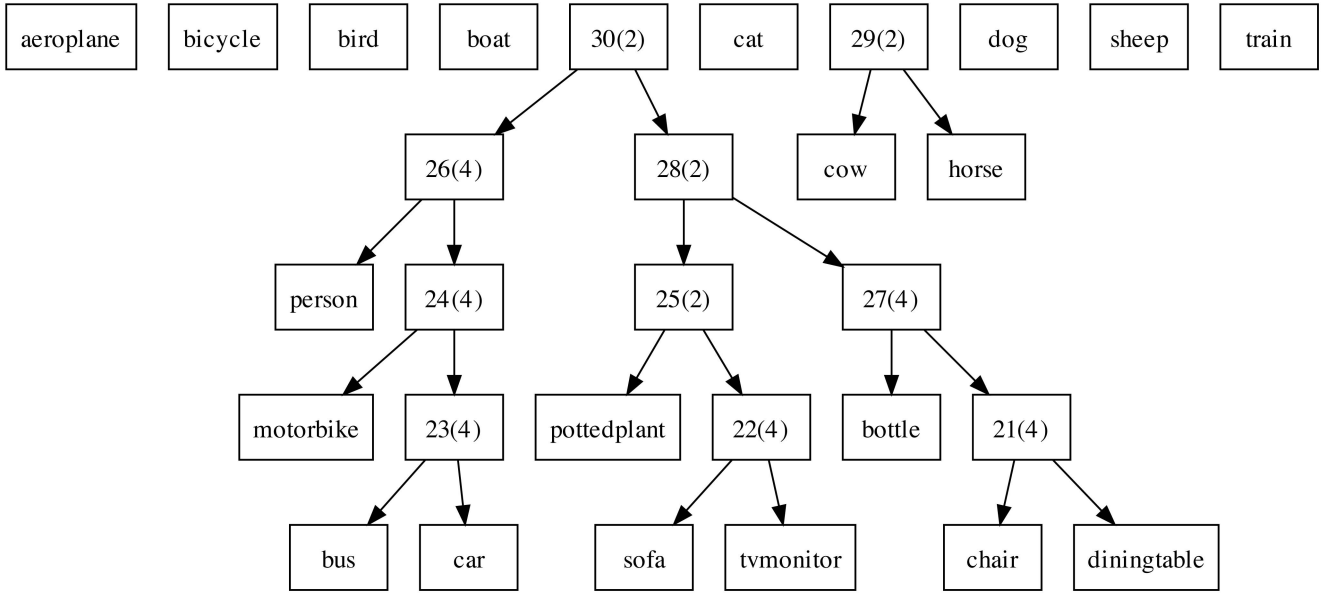 aeroplane bicycle bird boat 30(2) cat 29(2) dog sheep train
26(4) 28(2) cow horse
person 24(4) 25(2) 27(4)
motorbike 23(4) pottedplant 22(4) bottle 21(4)
bus car sofa tvmonitor chair diningtable